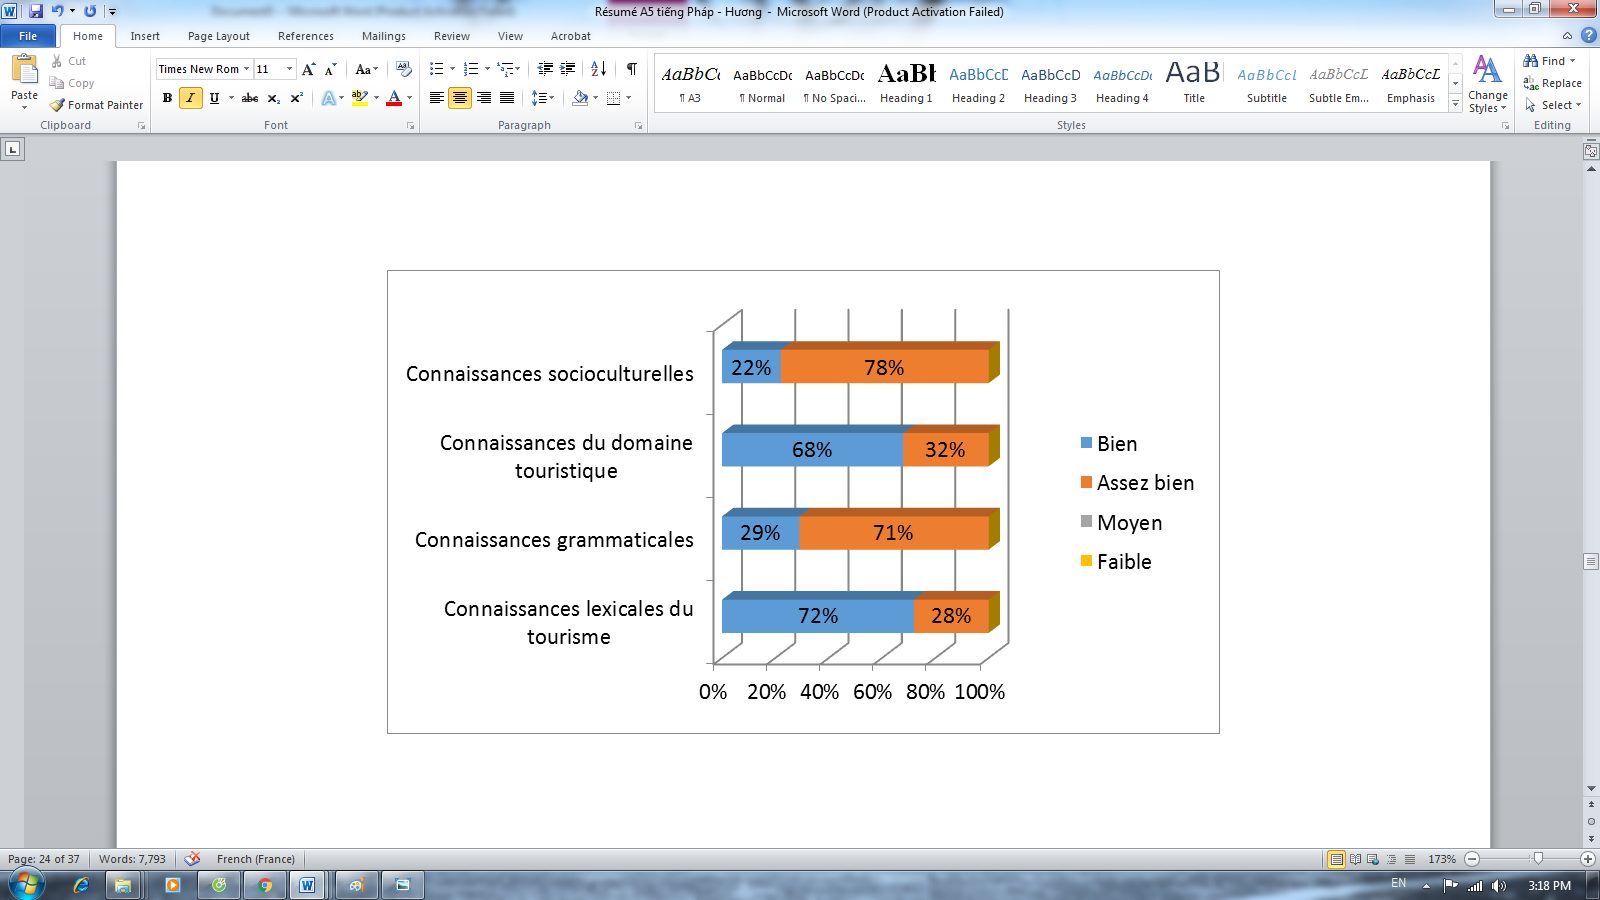 Résumé A5 tiếng Pháp - Hương - Microsoft Word (Product Activation Failed)
File Home Insert Page Layout References Mailings Review View Acrobat
Paste
Cut
Copy
Format Painter
Clipboard
Times New Rom 11
Font
Paragraph
AaBbCc AaBbCcDc AaBbCcDc AaBb AaBbCcD AaBbCcD AaBbCcDc AaB AaBbCcl AaBbCcD AaBbCcD
¶ A3 ¶ Normal ¶ No Spaci... Heading 1 Heading 2 Heading 3 Heading 4 Title Subtitle Subtle Em... Emphasis
Styles
Change
Styles
Find
Replace
Select
Editing
Connaissances socioculturelles 22% 78%
Connaissances du domaine
touristique
68% 32%
Connaissances grammaticales 29% 71%
Connaissances lexicales du
tourisme
72% 28%
0% 20% 40% 60% 80% 100%
Bien
Assez bien
Moyen
Faible
Page: 24 of 37 Words: 7,793 French (France) 173%
EN 3:18 PM